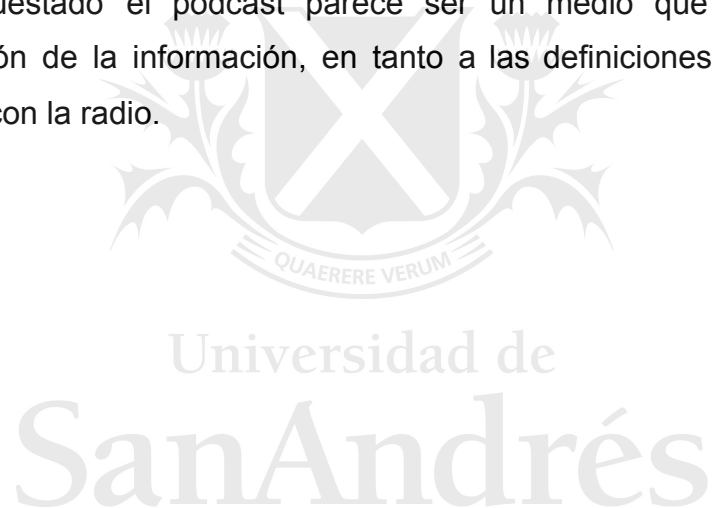 uestado el podcast parece ser un medio que
ón de la información, en tanto a las definiciones
con la radio.
QUAERERE VERUM
Universidad de
SanAndrés